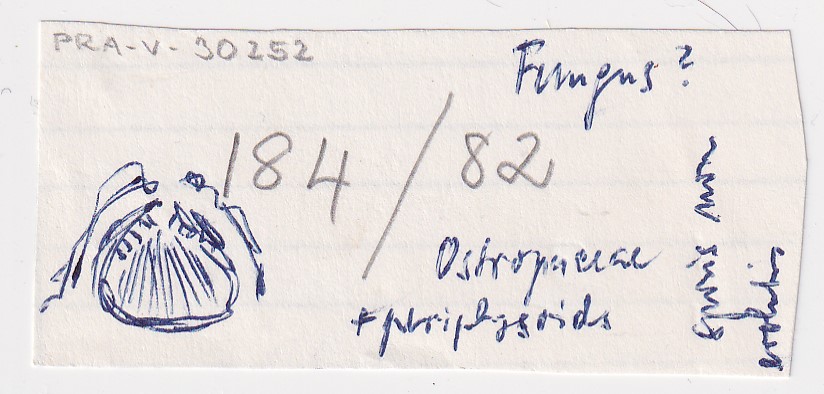 PRA-V-30252
Fungus?
184/82
Ostropaceae
+ periphysoids